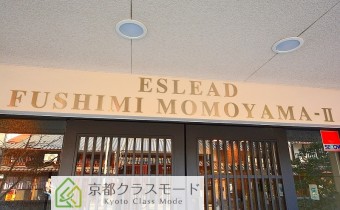 ESLEAD
FUSHIMI MOMOYAMA-II
京都クラスモード
Kyoto Class Mode